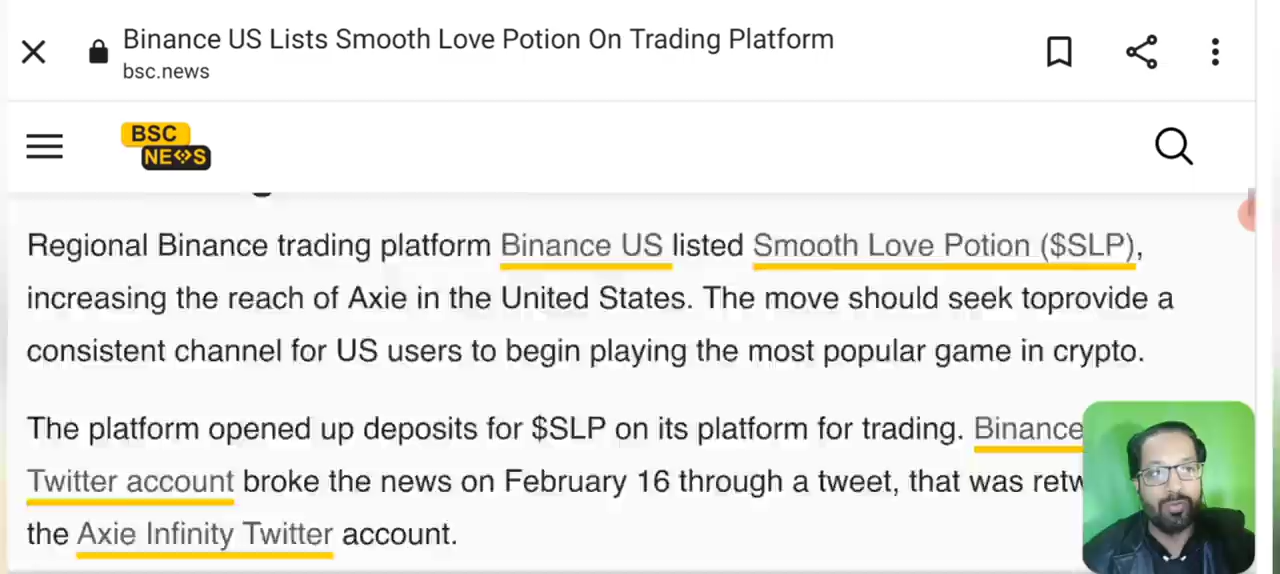 Binance US Lists Smooth Love Potion On Trading Platform
bsc.news
BSC
NEWS
Regional Binance trading platform Binance US listed Smooth Love Potion ($SLP),
increasing the reach of Axie in the United States. The move should seek toprovide a
consistent channel for US users to begin playing the most popular game in crypto.
The platform opened up deposits for $SLP on its platform for trading. Binance
Twitter account broke the news on February 16 through a tweet, that was retw
the Axie Infinity Twitter account.